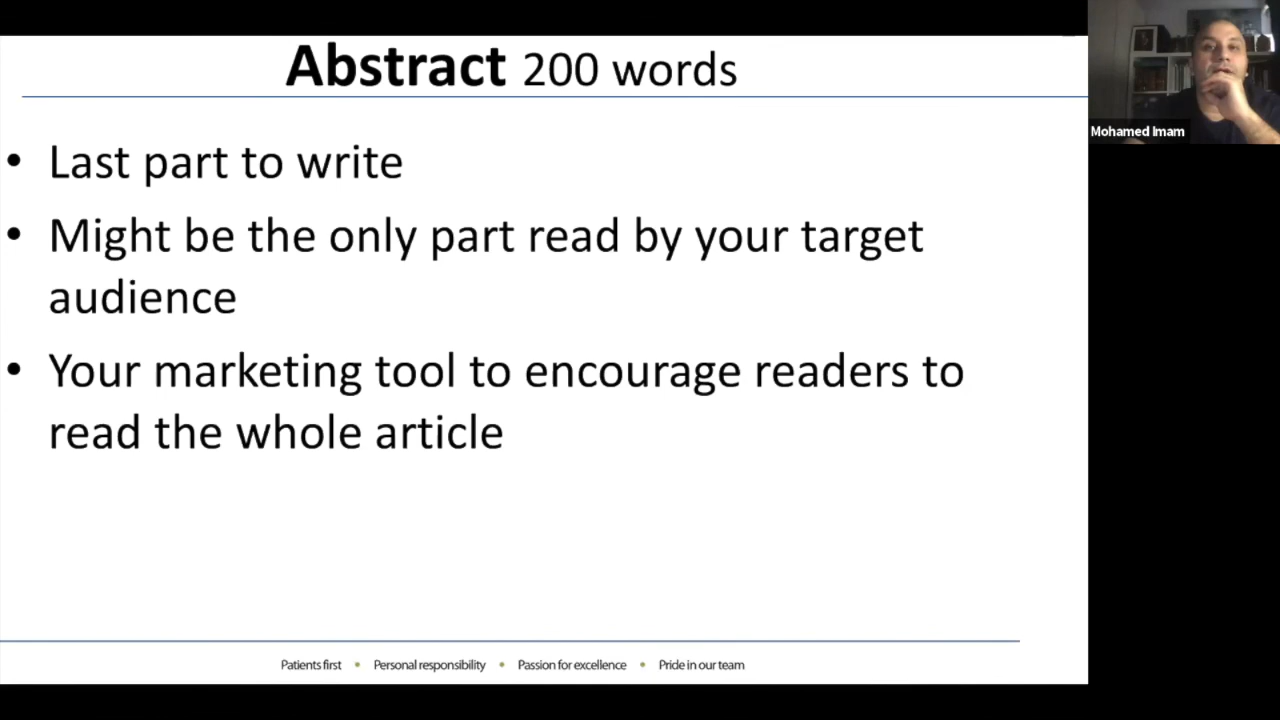 Abstract 200 words
• Last part to write
• Might be the only part read by your target
audience
• Your marketing tool to encourage readers to
read the whole article
Patients first • Personal responsibility • Passion for excellence • Pride in our team
Mohamed Imam